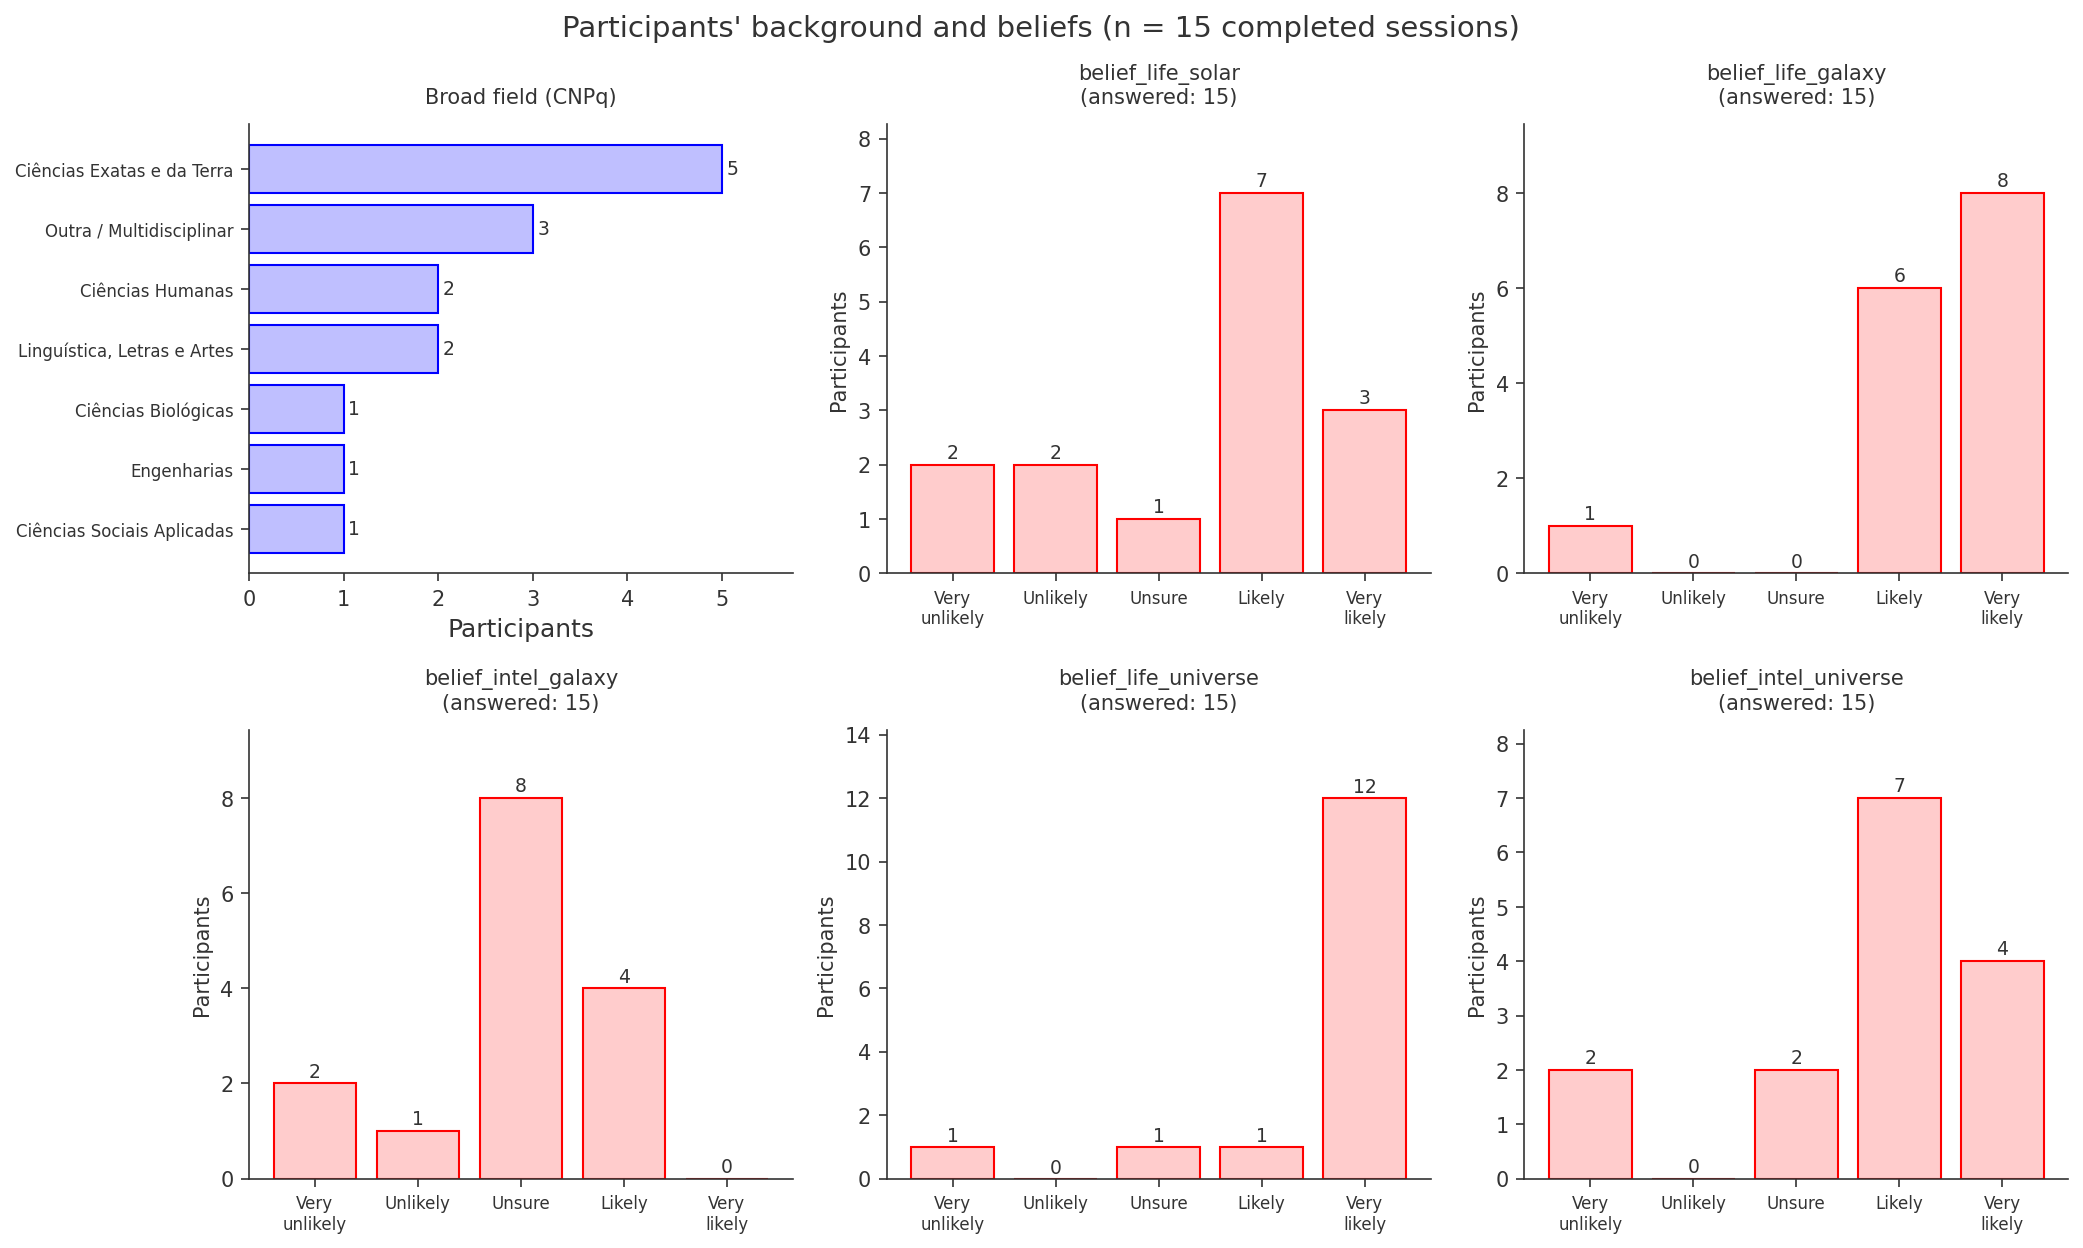 Participants' background and beliefs (n = 15 completed sessions)
Broad field (CNPq)
Ciências Exatas e da Terra
Outra / Multidisciplinar
Ciências Humanas
Linguística, Letras e Artes
Ciências Biológicas
Engenharias
Ciências Sociais Aplicadas
5
3
2
2
1
1
1
0 1 2 3 4 5
Participants
belief_life_solar
(answered: 15)
Participants
8
7
6
5
4
3
2
1
0
2 2 1 7 3
Very
unlikely
Unlikely
Unsure
Likely
Very
likely
belief_life_galaxy
(answered: 15)
Participants
8
6
4
2
0
1 0 0 6 8
Very
unlikely
Unlikely
Unsure
Likely
Very
likely
belief_intel_galaxy
(answered: 15)
Participants
8
6
4
2
0
2 1 8 4 0
Very
unlikely
Unlikely
Unsure
Likely
Very
likely
belief_life_universe
(answered: 15)
Participants
14
12
10
8
6
4
2
0
1 0 1 1 12
Very
unlikely
Unlikely
Unsure
Likely
Very
likely
belief_intel_universe
(answered: 15)
Participants
8
7
6
5
4
3
2
1
0
2 0 2 7 4
Very
unlikely
Unlikely
Unsure
Likely
Very
likely